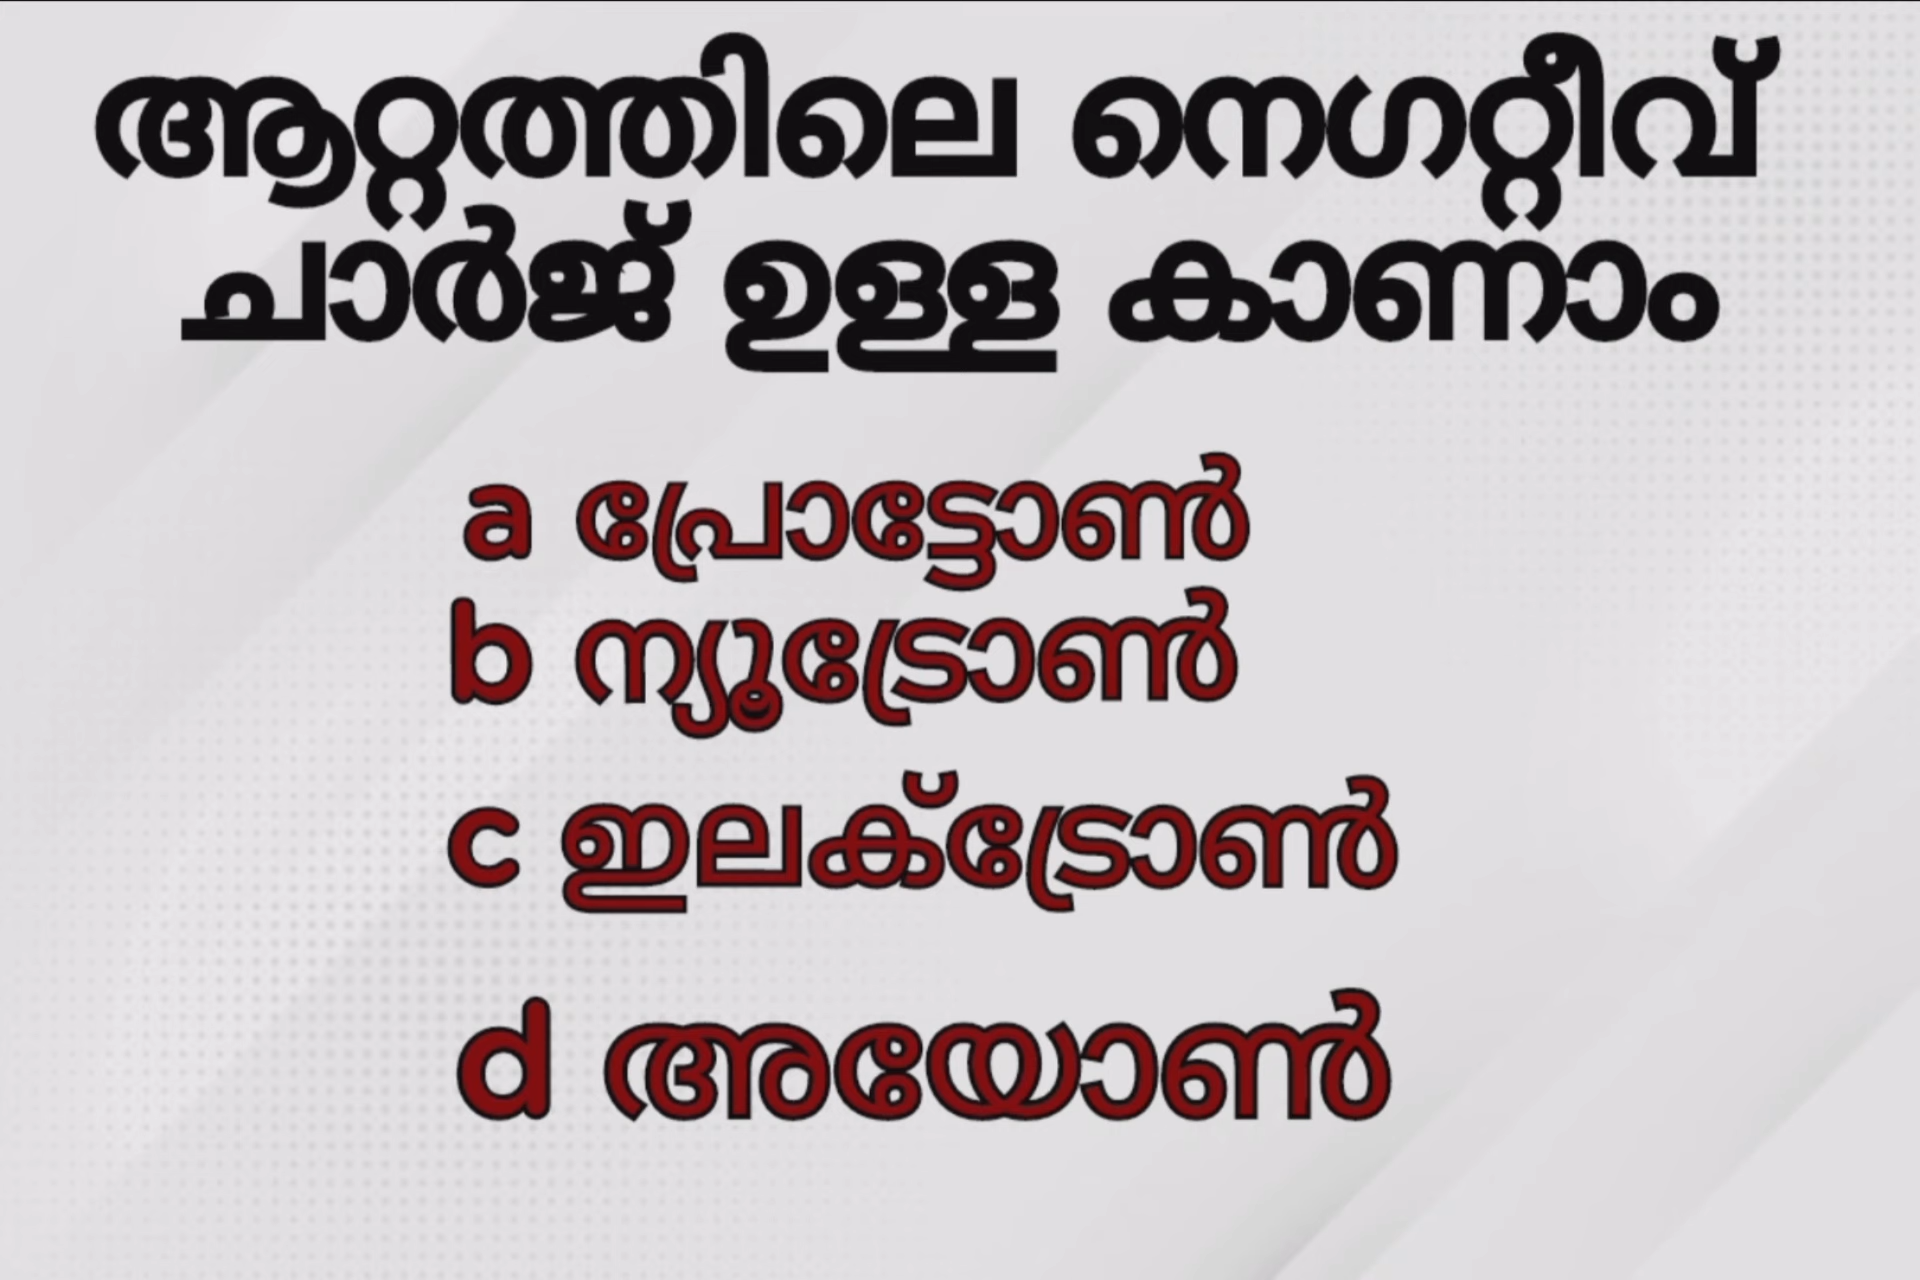 ആറ്റത്തിലെ നെഗറ്റീവ്
ചാർജ് ഉള്ള കാണാം
a പ്രോട്ടോൺ
b ന്യൂട്രോൺ
c ഇലക്ട്രോൺ
d അയോൺ